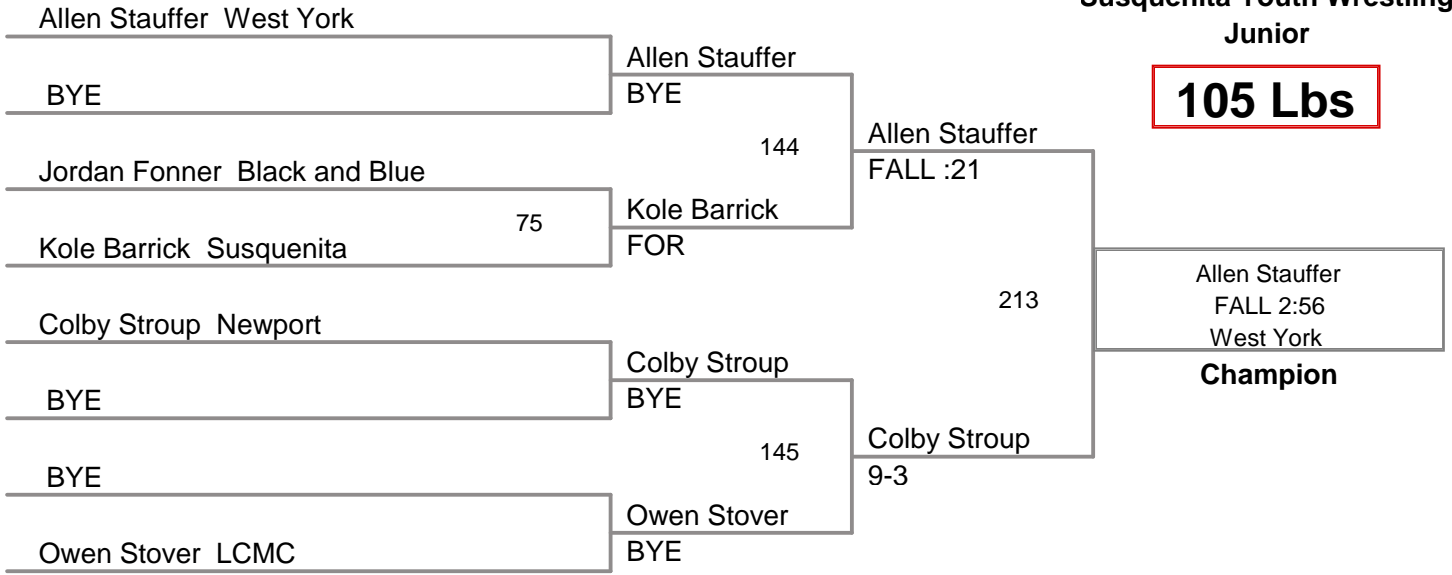 Susquenita Youth Wrestling
Junior
105 Lbs
Allen Stauffer West York
BYE
Jordan Fonner Black and Blue
75
Kole Barrick Susquenita
Colby Stroup Newport
BYE
BYE
Owen Stover LCMC
Allen Stauffer
BYE
144
Kole Barrick
FOR
Colby Stroup
BYE
145
Owen Stover
BYE
Allen Stauffer
FALL :21
213
Colby Stroup
9-3
Allen Stauffer
FALL 2:56
West York
Champion